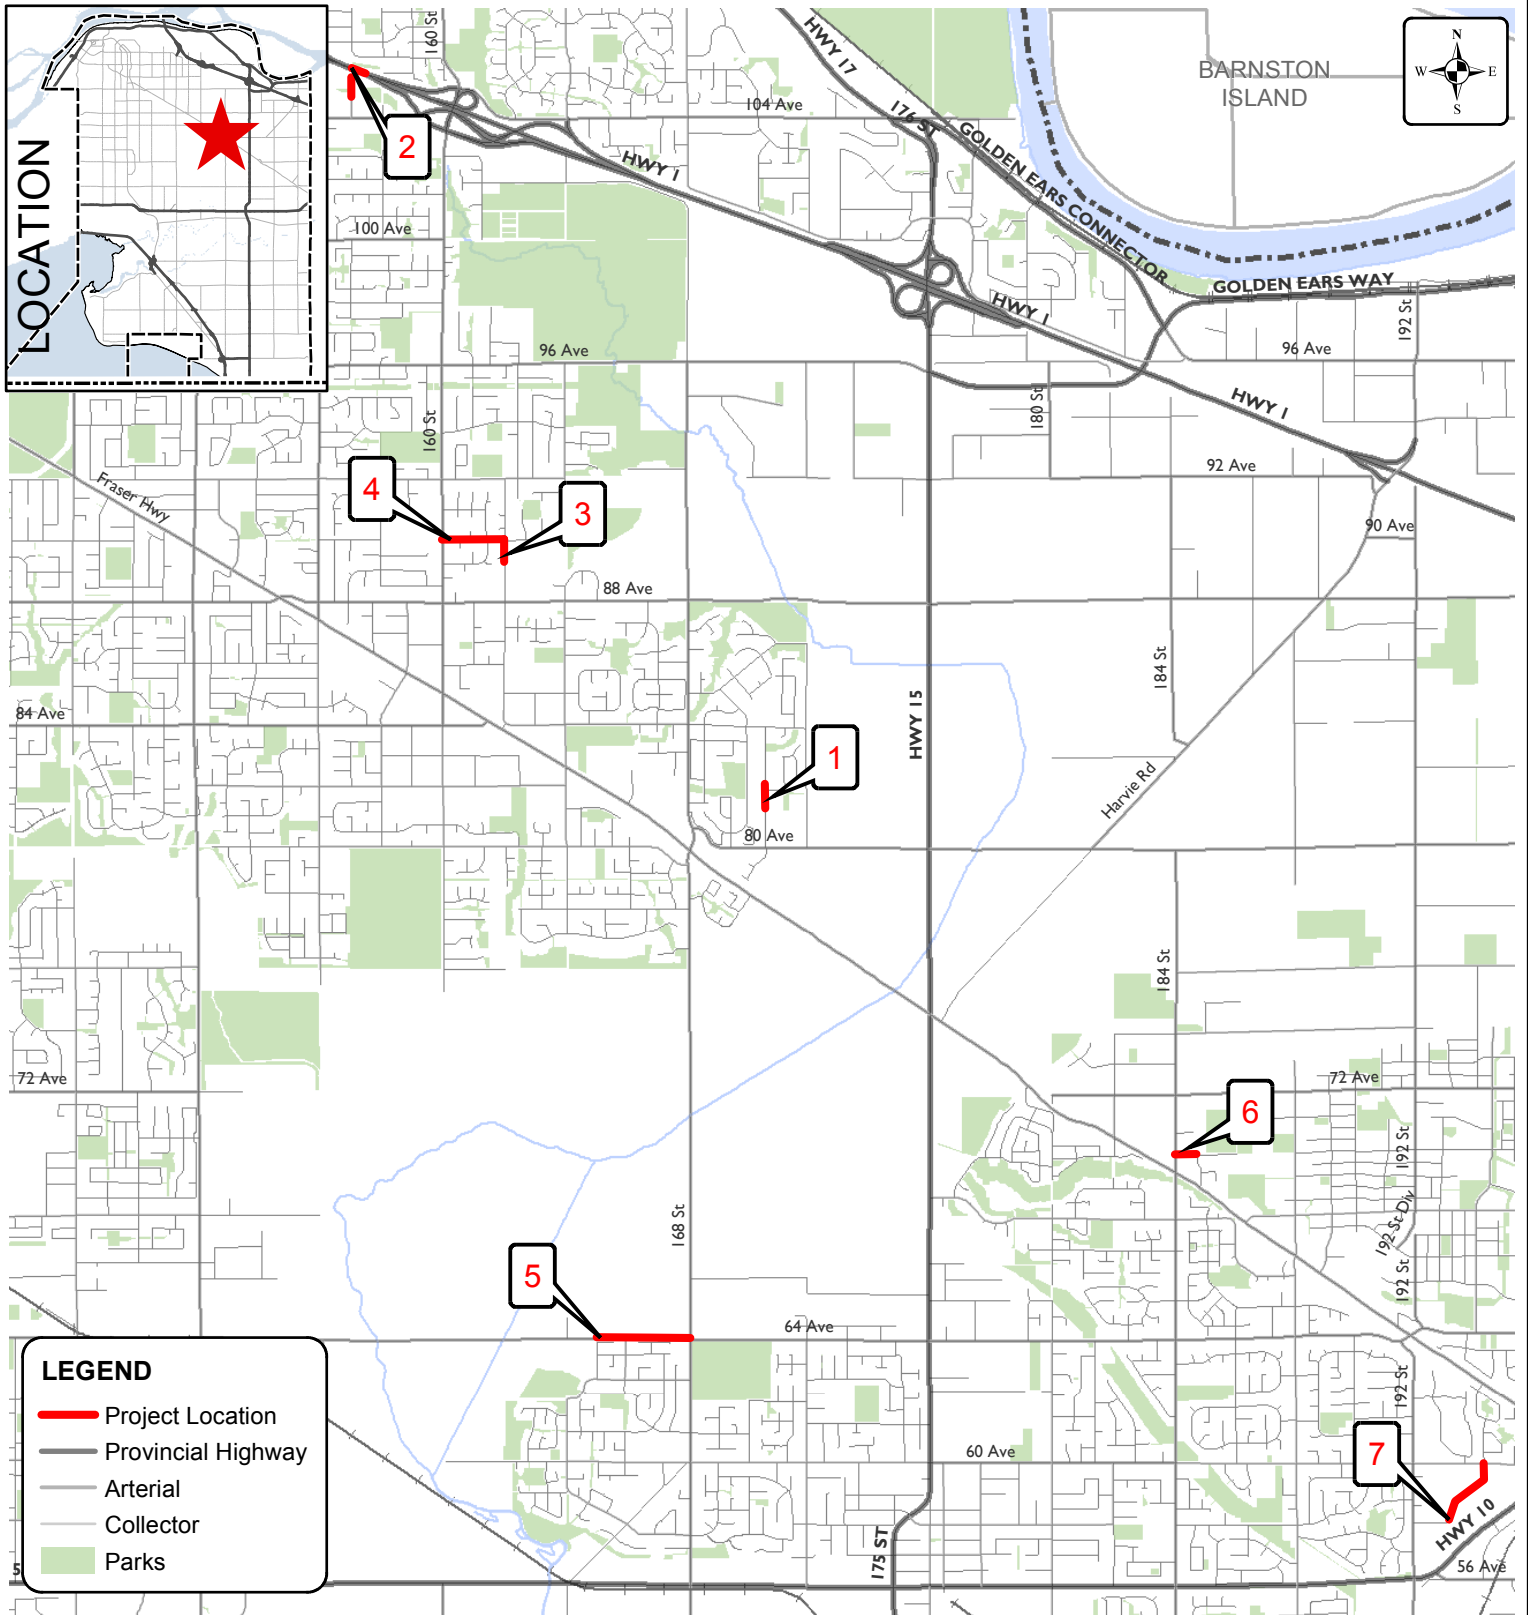 LOCATION
160 St
HWY 17
BARNSTON
ISLAND
N
W
E
S
2
104 Ave
176 ST
GOLDEN EARS CONNECTOR
HWY 1
100 Ave
HWY 1
GOLDEN EARS WAY
192 St
96 Ave
96 Ave
160 St
180 St
HWY 1
92 Ave
4
3
Fraser Hwy
90 Ave
88 Ave
184 St
84 Ave
HWY 15
1
Harvie Rd
80 Ave
184 St
72 Ave
72 Ave
6
192 St
168 St
192 St Div
5
192 St
64 Ave
LEGEND
Project Location
Provincial Highway
Arterial
Collector
Parks
192 St
60 Ave
7
HWY 10
175 ST
56 Ave
5